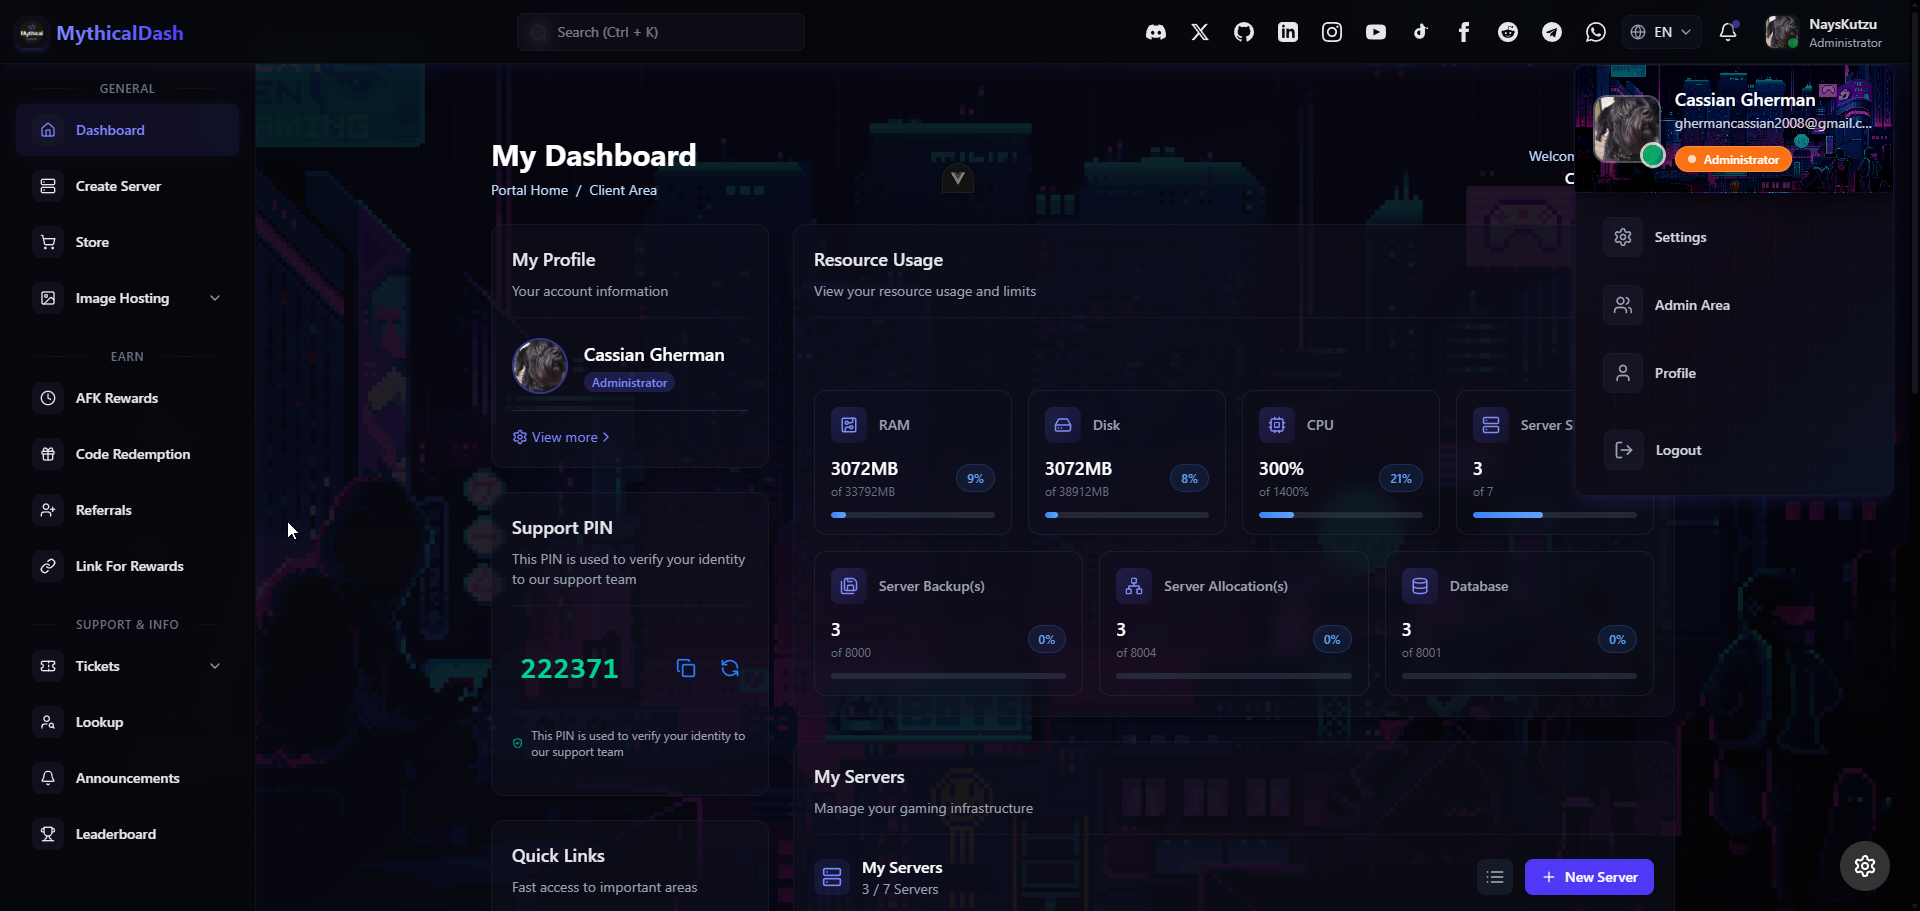 MythicalDash
Search (Ctrl + K)
EN
NaysKutzu
Administrator
GENERAL
Dashboard
Create Server
Store
Image Hosting
EARN
AFK Rewards
Code Redemption
Referrals
Link For Rewards
SUPPORT & INFO
Tickets
Lookup
Announcements
Leaderboard
My Dashboard
Portal Home / Client Area
My Profile
Your account information
Cassian Gherman
Administrator
View more
Support PIN
This PIN is used to verify your identity
to our support team
222371
This PIN is used to verify your identity to
our support team
Quick Links
Fast access to important areas
Resource Usage
View your resource usage and limits
RAM
3072MB
of 33792MB
9%
Disk
3072MB
of 38912MB
8%
CPU
300%
of 1400%
21%
Server S
3
of 7
Server Backup(s)
3
of 8000
0%
Server Allocation(s)
3
of 8004
0%
Database
3
of 8001
0%
My Servers
Manage your gaming infrastructure
My Servers
3 / 7 Servers
New Server
Welcom
C
Cassian Gherman
ghermancassian2008@gmail.c...
Administrator
Settings
Admin Area
Profile
Logout